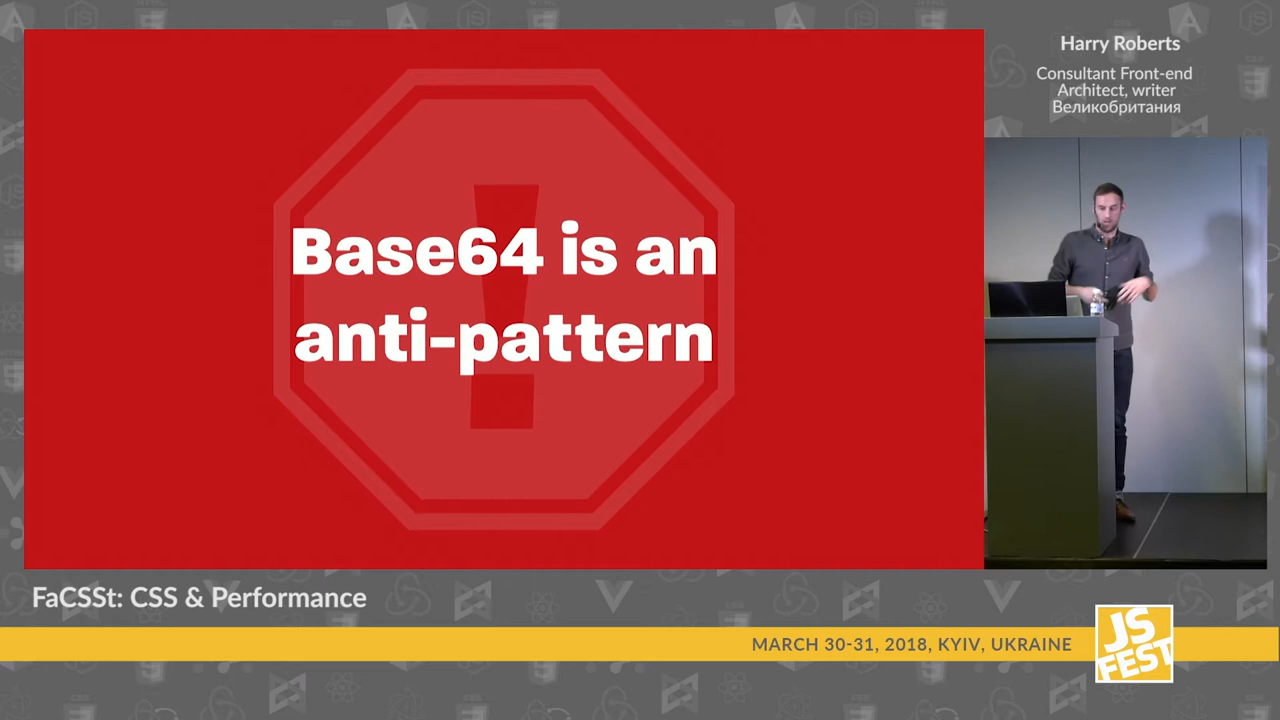 Base64 is an
anti-pattern
Harry Roberts
Consultant Front-end
Architect, writer
Великобритания
FaCSSt: CSS & Performance
MARCH 30-31, 2018, KYIV, UKRAINE
JS
FEST